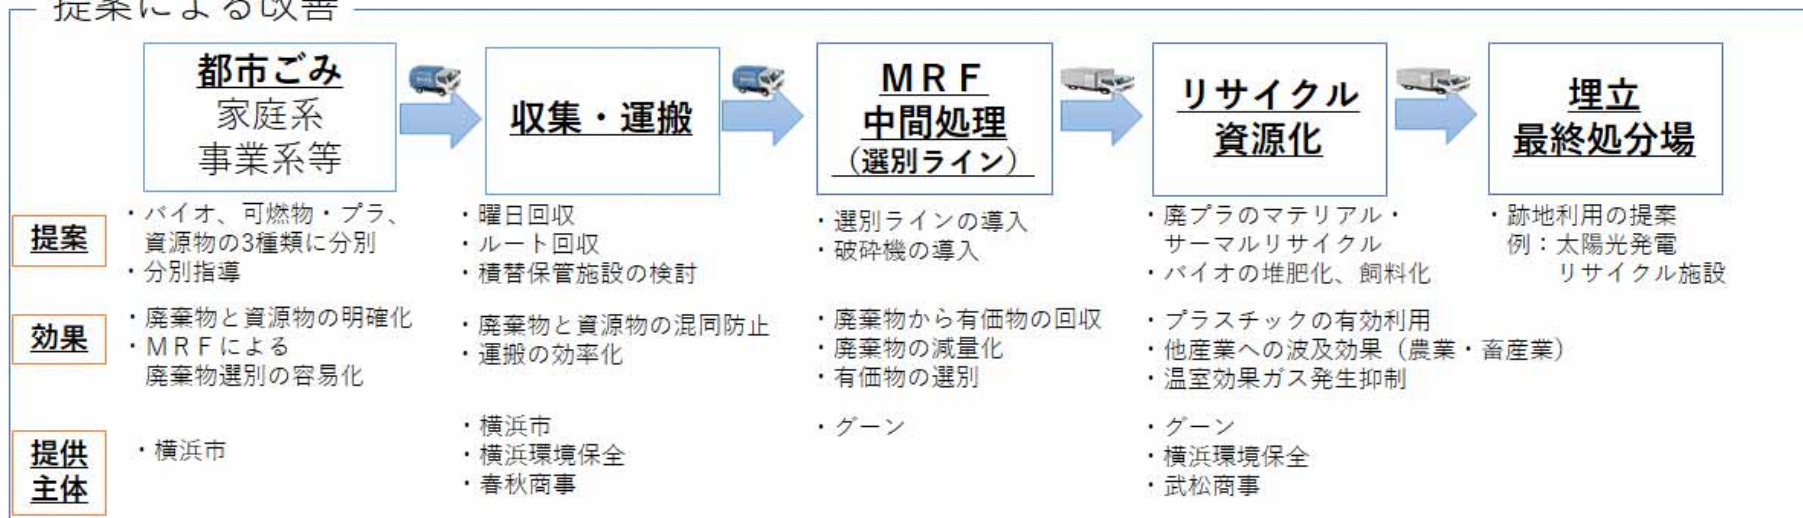 提案による改善
都市ごみ
家庭系
事業系等
収集・運搬
ＭＲＦ
中間処理
（選別ライン）
リサイクル
資源化
埋立
最終処分場
提案
・バイオ、可燃物・プラ、
資源物の3種類に分別
・分別指導
・曜日回収
・ルート回収
・積替保管施設の検討
・選別ラインの導入
・破砕機の導入
・廃プラのマテリアル・
サーマルリサイクル
・バイオの堆肥化、飼料化
・跡地利用の提案
例：太陽光発電
リサイクル施設
効果
・廃棄物と資源物の明確化
・ＭＲＦによる
廃棄物選別の容易化
・廃棄物と資源物の混同防止
・運搬の効率化
・廃棄物から有価物の回収
・廃棄物の減量化
・有価物の選別
・プラスチックの有効利用
・他産業への波及効果（農業・畜産業）
・温室効果ガス発生抑制
提供
主体
・横浜市
・横浜市
・横浜環境保全
・春秋商事
・グーン
・グーン
・横浜環境保全
・武松商事